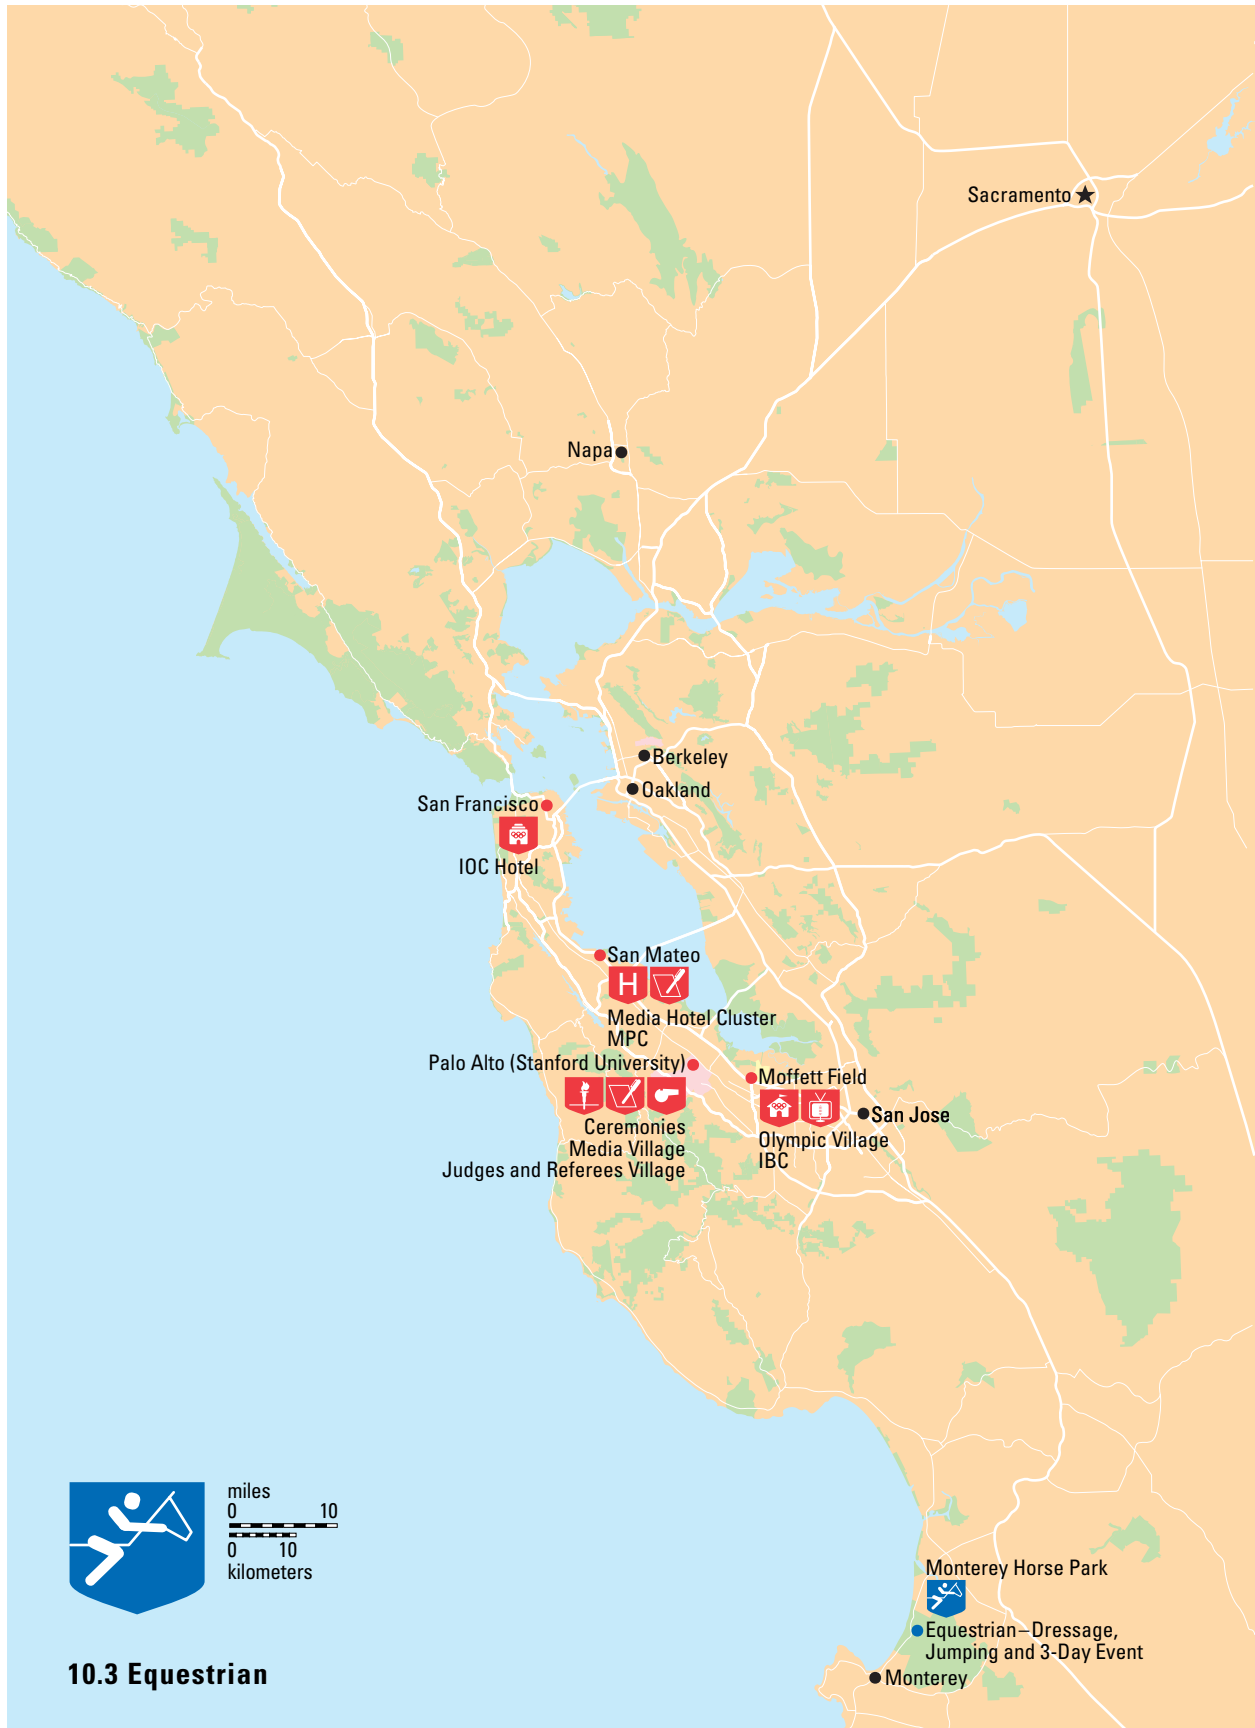 Sacramento
Napa
Berkeley
Oakland
San Francisco
IOC Hotel
San Mateo
H
Media Hotel Cluster
MPC
Palo Alto (Stanford University)
Moffett Field
Ceremonies
Media Village
Judges and Referees Village
San Jose
Olympic Village
IBC
miles
0 10
0 10
kilometers
Monterey Horse Park
Equestrian–Dressage,
Jumping and 3-Day Event
Monterey
10.3 Equestrian